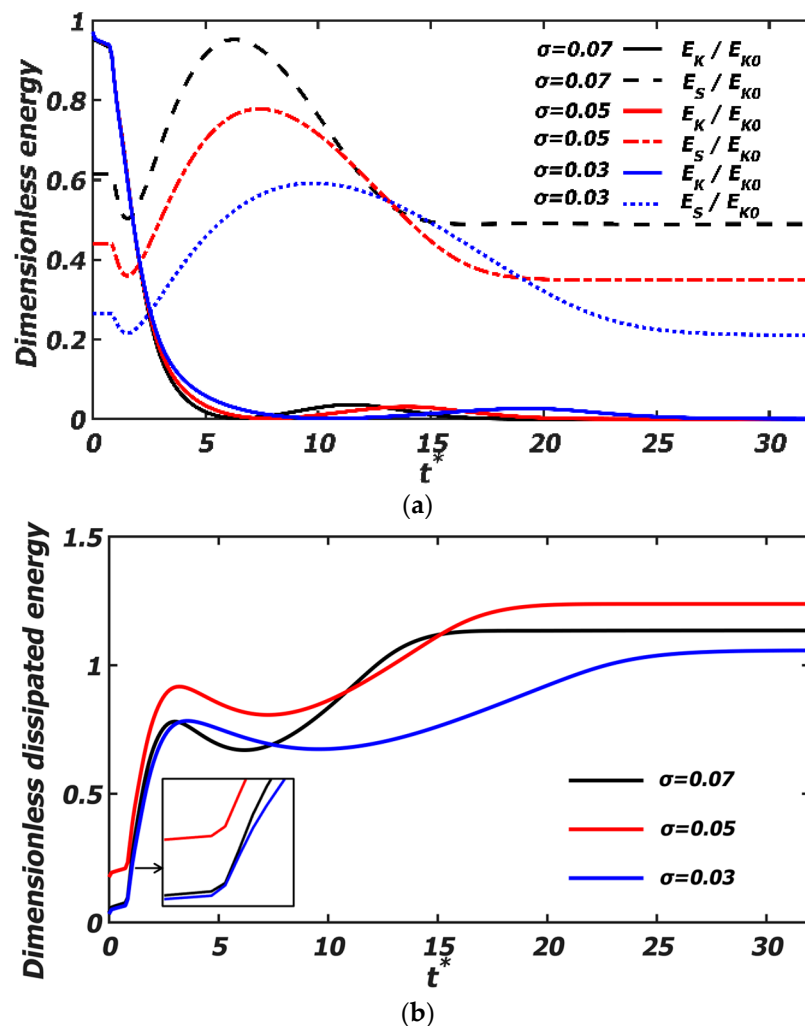 Dimensionless energy
1
0.8
0.6
0.4
0.2
0
σ=0.07 E_K / E_K0
σ=0.07 E_S / E_K0
σ=0.05 E_K / E_K0
σ=0.05 E_S / E_K0
σ=0.03 E_K / E_K0
σ=0.03 E_S / E_K0
0 5 10 15 20 25 30
t*
(a)
Dimensionless dissipated energy
1.5
1
0.5
0
σ=0.07
σ=0.05
σ=0.03
0 5 10 15 20 25 30
t*
(b)